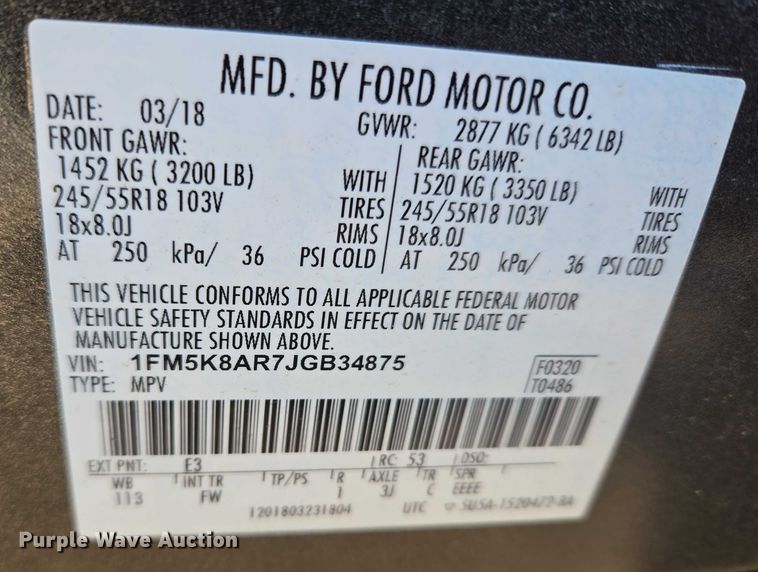 MFD. BY FORD MOTOR CO.
DATE: 03/18 GVWR: 2877 KG ( 6342 LB)
FRONT GAWR: REAR GAWR:
1452 KG ( 3200 LB) WITH 1520 KG ( 3350 LB) WITH
245/55R18 103V TIRES 245/55R18 103V TIRES
18x8.0J RIMS 18x8.0J RIMS
AT 250 kPa/ 36 PSI COLD AT 250 kPa/ 36 PSI COLD
THIS VEHICLE CONFORMS TO ALL APPLICABLE FEDERAL MOTOR
VEHICLE SAFETY STANDARDS IN EFFECT ON THE DATE OF
MANUFACTURE SHOWN ABOVE.
VIN: 1FM5K8AR7JGB34875 F0320
TYPE: MPV T0486
EXT PNT: E3 RC: 53 DSO:
WB INT TR TP/PS R AXLE TR SPR
113 FW 1 3J C EEEE
1201803231804 UTC ▽ 5U5A-1520472-BA
Purple Wave Auction